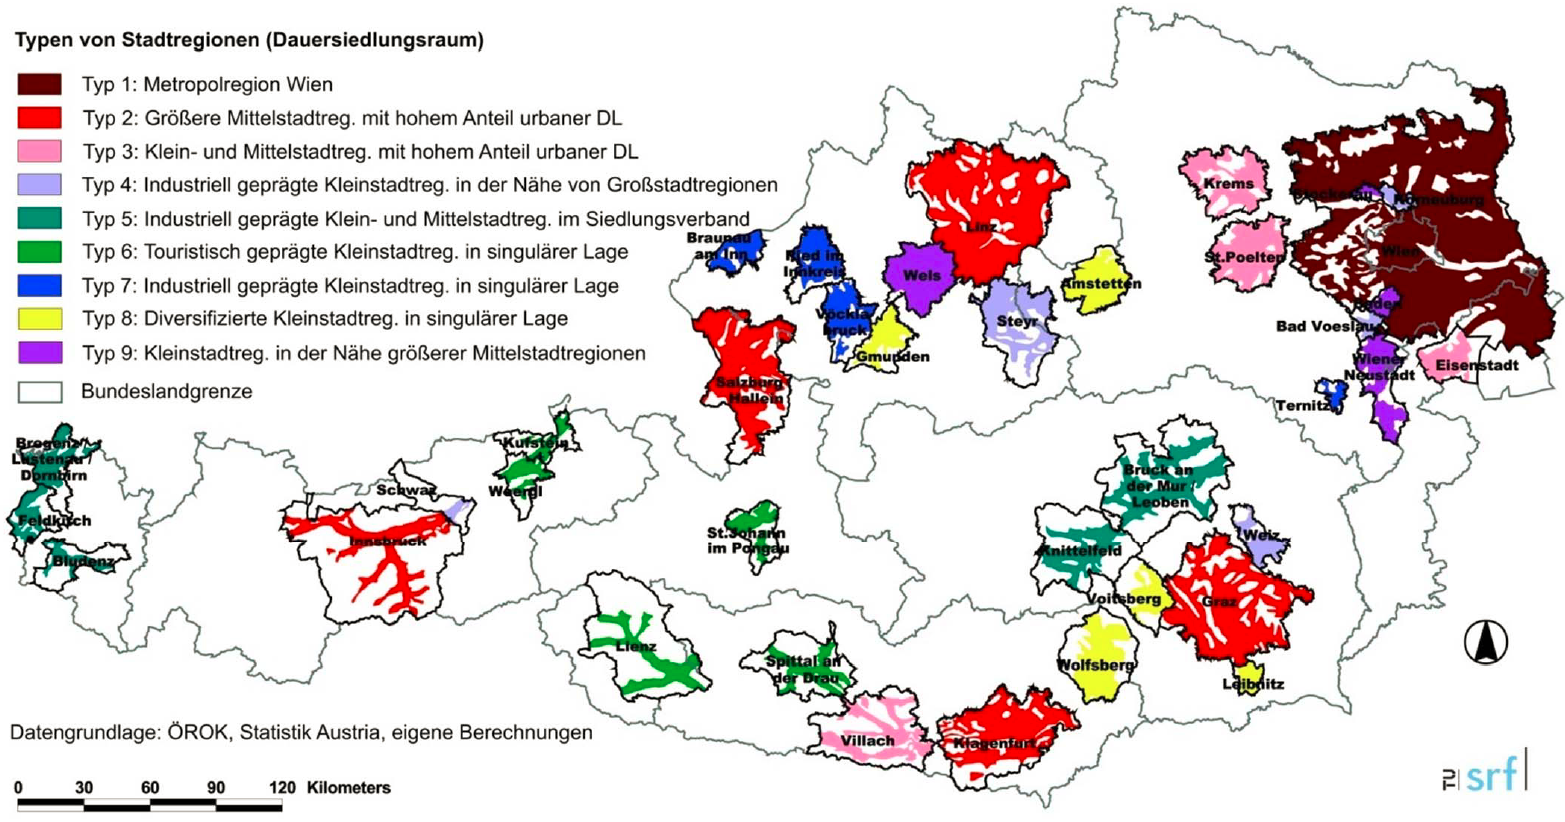 Typen von Stadtregionen (Dauersiedlungsraum)
Typ 1: Metropolregion Wien
Typ 2: Größere Mittelstadtreg. mit hohem Anteil urbaner DL
Typ 3: Klein- und Mittelstadtreg. mit hohem Anteil urbaner DL
Typ 4: Industriell geprägte Kleinstadtreg. in der Nähe von Großstadtregionen
Typ 5: Industriell geprägte Klein- und Mittelstadtreg. im Siedlungsverband
Typ 6: Touristisch geprägte Kleinstadtreg. in singulärer Lage
Typ 7: Industriell geprägte Kleinstadtreg. in singulärer Lage
Typ 8: Diversifizierte Kleinstadtreg. in singulärer Lage
Typ 9: Kleinstadtreg. in der Nähe größerer Mittelstadtregionen
Bundeslandgrenze
Krems
Stockerau
Korneuburg
Linz
Braunau
am Inn
Ried im
Innkreis
Wels
Amstetten
St.Poelten
Wien
Baden
Bad Voeslau
Vöckla-
bruck
Gmunden
Steyr
Wiener
Neustadt
Eisenstadt
Ternitz
Salzburg
Hallein
Bregenz /
Lustenau /
Dornbirn
Feldkirch
Bludenz
Schwaz
Innsbruck
Kufstein
Woergl
St.Johann
im Pongau
Bruck an
der Mur
Leoben
Knittelfeld
Weiz
Voitsberg
Graz
Lienz
Spittal an
der Drau
Wolfsberg
Leibnitz
Villach
Klagenfurt
Datengrundlage: ÖROK, Statistik Austria, eigene Berechnungen
0 30 60 90 120 Kilometers
TU srf